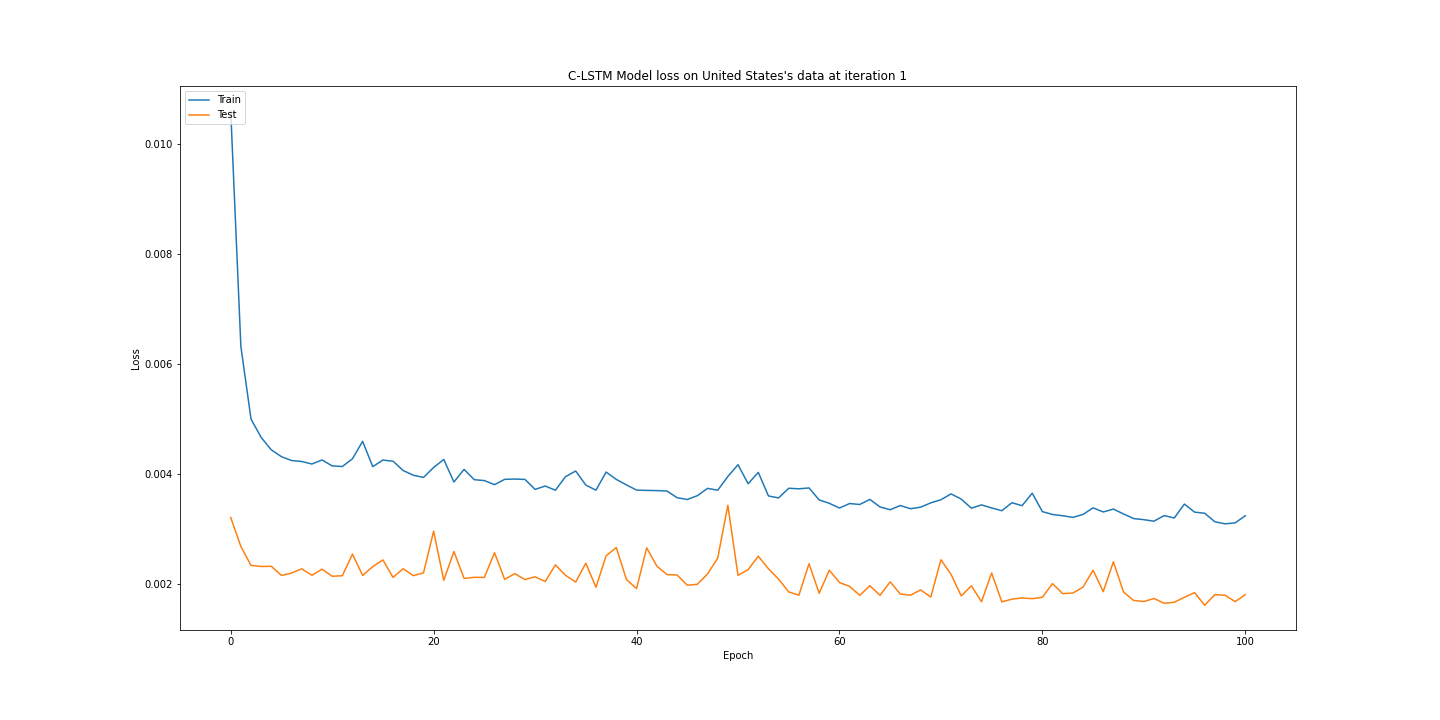 C-LSTM Model loss on United States's data at iteration 1
Train
Test
0.010
0.008
0.006
0.004
0.002
Loss
0 20 40 60 80 100
Epoch